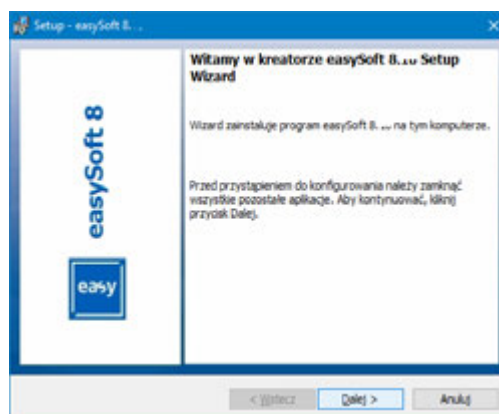 Setup - easySoft 8. . .
easySoft 8
easy
Witamy w kreatorze easySoft 8. Setup
Wizard
Wizard zainstaluje program easySoft 8. ... na tym komputerze.
Przed przystąpieniem do konfigurowania należy zamknąć
wszystkie pozostałe aplikacje. Aby kontynuować, kliknij
przycisk Dalej.
< Wstecz
Dalej >
Anuluj